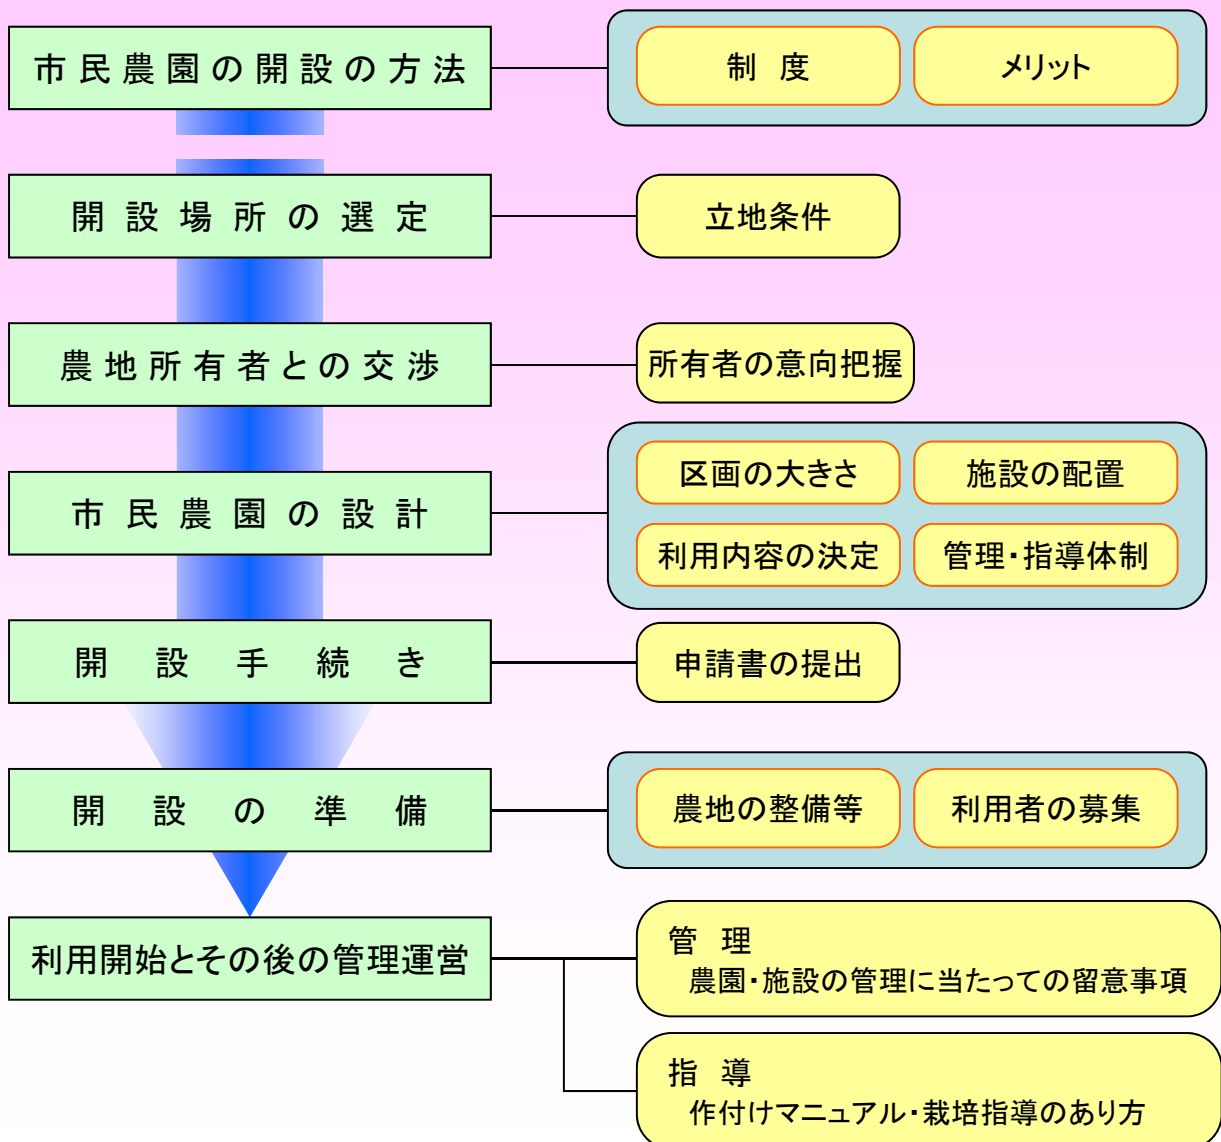 市民農園の開設の方法
制度
メリット
開設場所の選定
立地条件
農地所有者との交渉
所有者の意向把握
市民農園の設計
区画の大きさ
施設の配置
利用内容の決定
管理・指導体制
開設手続き
申請書の提出
開設の準備
農地の整備等
利用者の募集
利用開始とその後の管理運営
管理
農園・施設の管理に当たっての留意事項
指導
作付けマニュアル・栽培指導のあり方